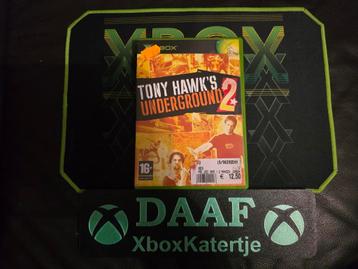 XBOX
XBOX
TONY HAWK'S
UNDERGROUND 2
16+
€ 12,50
DAAF
XboxKatertje